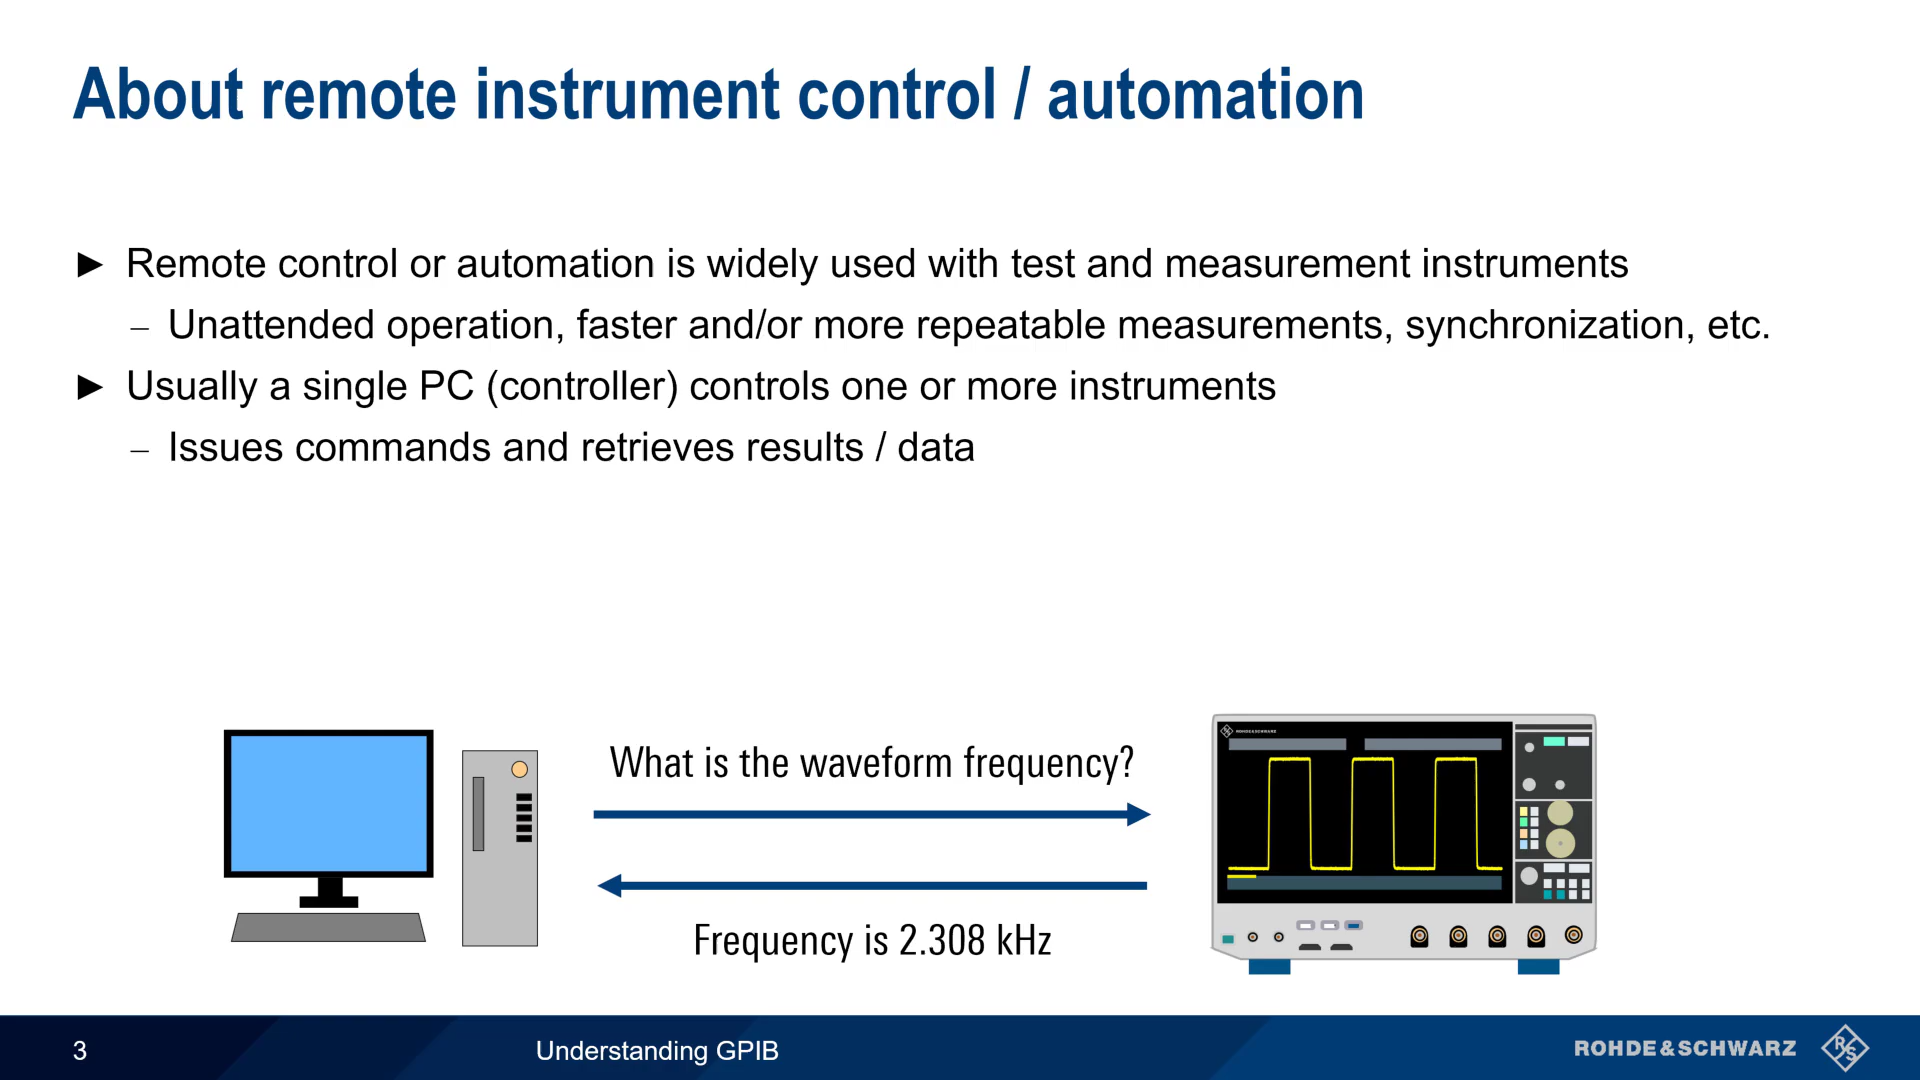 About remote instrument control / automation
► Remote control or automation is widely used with test and measurement instruments
– Unattended operation, faster and/or more repeatable measurements, synchronization, etc.
► Usually a single PC (controller) controls one or more instruments
– Issues commands and retrieves results / data
What is the waveform frequency?
Frequency is 2.308 kHz
ROHDE&SCHWARZ
3
Understanding GPIB
ROHDE&SCHWARZ
R S